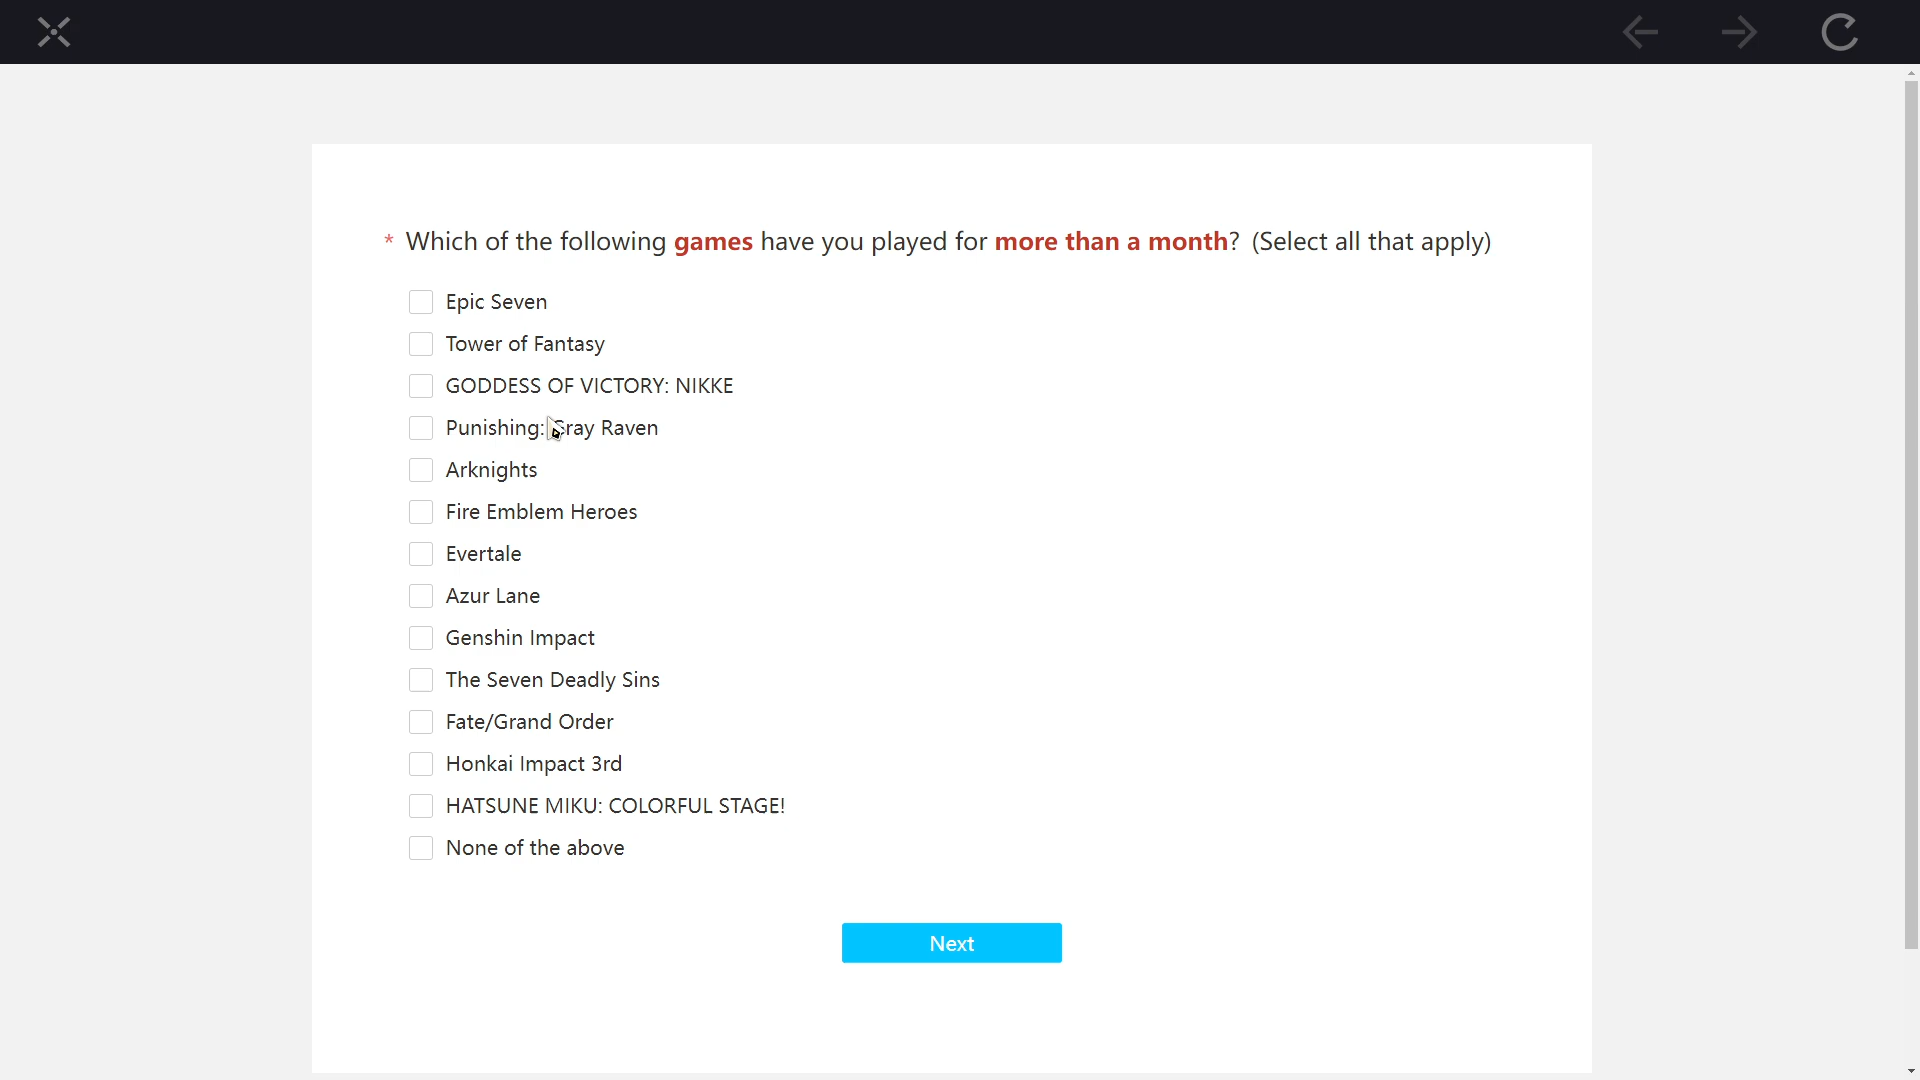 * Which of the following games have you played for more than a month? (Select all that apply)
Epic Seven
Tower of Fantasy
GODDESS OF VICTORY: NIKKE
Punishing: Gray Raven
Arknights
Fire Emblem Heroes
Evertale
Azur Lane
Genshin Impact
The Seven Deadly Sins
Fate/Grand Order
Honkai Impact 3rd
HATSUNE MIKU: COLORFUL STAGE!
None of the above
Next